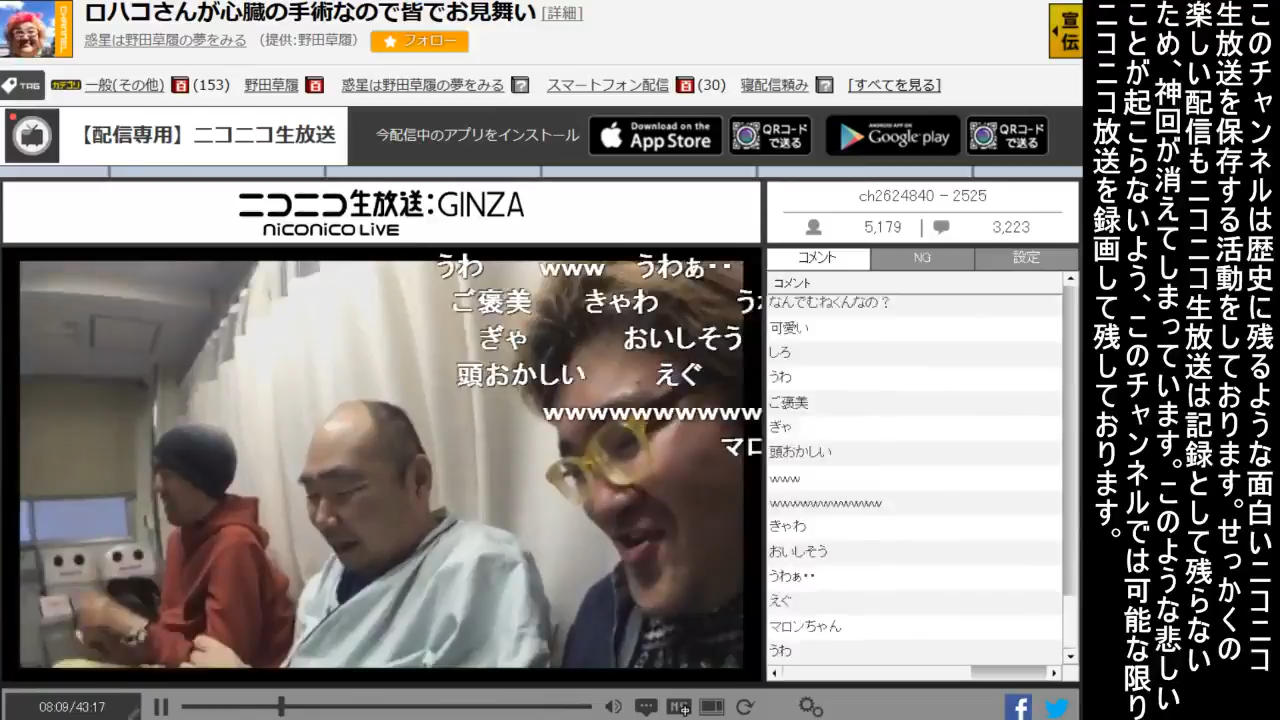 ロハコさんが心臓の手術なので皆でお見舞い [詳細]
CHANNEL
惑星は野田草履の夢をみる (提供:野田草履) ★ フォロー
宣伝
TAG カテゴリ 一般(その他) (153) 野田草履 惑星は野田草履の夢をみる スマートフォン配信 (30) 寝配信頼み [すべてを見る]
【配信専用】ニコニコ生放送
今配信中のアプリをインストール
Download on the App Store
QRコードで送る
ANDROID APP ON Google play
QRコードで送る
ニコニコ生放送:GINZA
niconico Live
ch2624840 - 2525
5,179 | 3,223
コメント NG 設定
コメント
なんでむねくんなの?
可愛い
しろ
うわ
ご褒美
ぎゃ
頭おかしい
www
wwwwwwwwwwww
きゃわ
おいしそう
うわぁ・・
えぐ
マロンちゃん
うわ
うわ www うわぁ・・
ご褒美 きゃわ
ぎゃ おいしそう
頭おかしい えぐ
wwwwwwwwww
マロ
08:09/43:17
このチャンネルは歴史に残るような面白いニコニコ
生放送を保存する活動をしております。せっかくの
楽しい配信もニコニコ生放送は記録として残らない
ため、神回が消えてしまっています。このような悲しい
ことが起こらないよう、このチャンネルでは可能な限り
ニコニコ放送を録画して残しております。